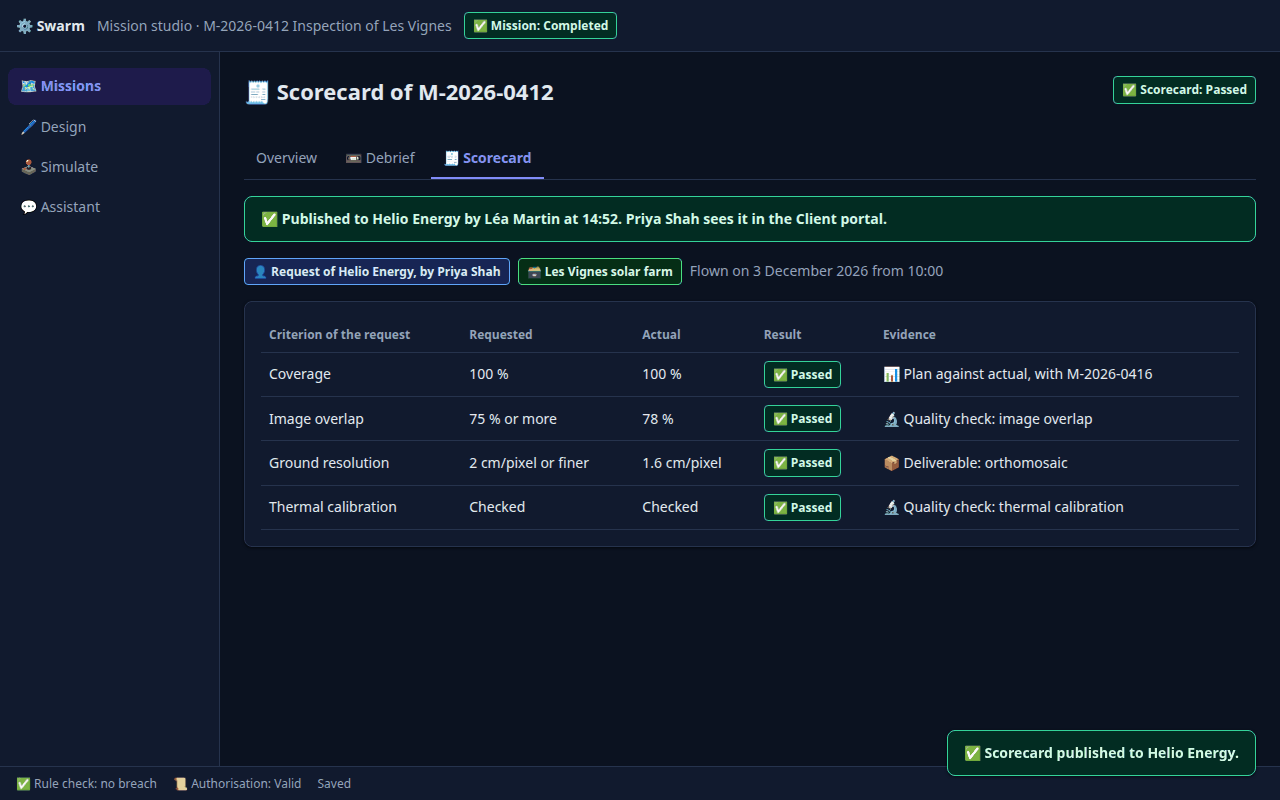 ⚙️ Swarm Mission studio · M-2026-0412 Inspection of Les Vignes ✅ Mission: Completed
🗺️ Missions
🖊️ Design
🕹️ Simulate
💬 Assistant
🧾 Scorecard of M-2026-0412
✅ Scorecard: Passed
Overview 📼 Debrief 🧾 Scorecard
✅ Published to Helio Energy by Léa Martin at 14:52. Priya Shah sees it in the Client portal.
👤 Request of Helio Energy, by Priya Shah 🗃️ Les Vignes solar farm Flown on 3 December 2026 from 10:00
Criterion of the request Requested Actual Result Evidence
Coverage 100 % 100 % ✅ Passed 📊 Plan against actual, with M-2026-0416
Image overlap 75 % or more 78 % ✅ Passed 🔬 Quality check: image overlap
Ground resolution 2 cm/pixel or finer 1.6 cm/pixel ✅ Passed 📦 Deliverable: orthomosaic
Thermal calibration Checked Checked ✅ Passed 🔬 Quality check: thermal calibration
✅ Scorecard published to Helio Energy.
✅ Rule check: no breach 📜 Authorisation: Valid Saved